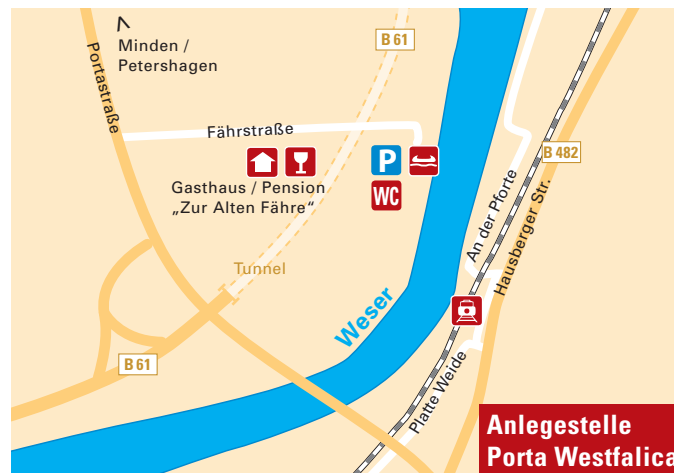 Minden /
Petershagen
B 61
Portastraße
Fährstraße
P
WC
B 482
Gasthaus / Pension
„Zur Alten Fähre“
An der Pforte
Hausberger Str.
Tunnel
Weser
B 61
Platte Weide
Anlegestelle
Porta Westfalica